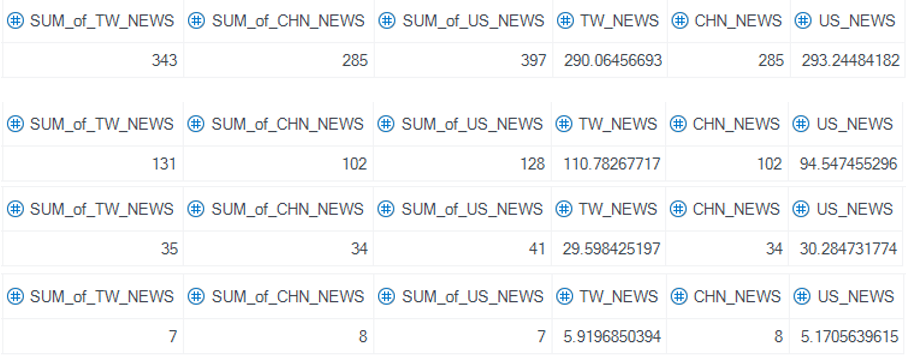 SUM_of_TW_NEWS SUM_of_CHN_NEWS SUM_of_US_NEWS TW_NEWS CHN_NEWS US_NEWS
343 285 397 290.06456693 285 293.24484182
SUM_of_TW_NEWS SUM_of_CHN_NEWS SUM_of_US_NEWS TW_NEWS CHN_NEWS US_NEWS
131 102 128 110.78267717 102 94.547455296
SUM_of_TW_NEWS SUM_of_CHN_NEWS SUM_of_US_NEWS TW_NEWS CHN_NEWS US_NEWS
35 34 41 29.598425197 34 30.284731774
SUM_of_TW_NEWS SUM_of_CHN_NEWS SUM_of_US_NEWS TW_NEWS CHN_NEWS US_NEWS
7 8 7 5.9196850394 8 5.1705639615